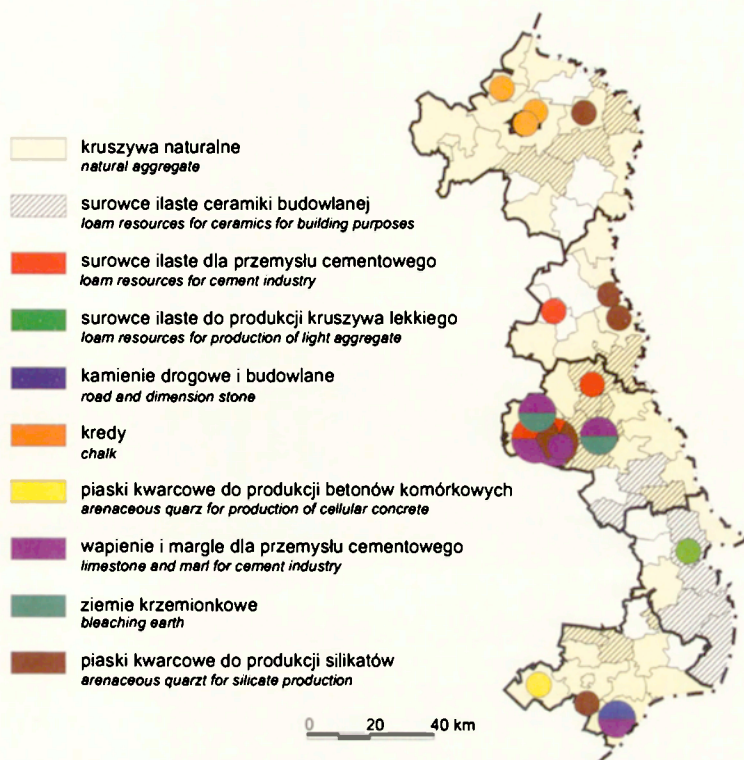 kruszywa naturalne
natural aggregate
surowce ilaste ceramiki budowlanej
loam resources for ceramics for building purposes
surowce ilaste dla przemysłu cementowego
loam resources for cement industry
surowce ilaste do produkcji kruszywa lekkiego
loam resources for production of light aggregate
kamienie drogowe i budowlane
road and dimension stone
kredy
chalk
piaski kwarcowe do produkcji betonów komórkowych
arenaceous quarz for production of cellular concrete
wapienie i margle dla przemysłu cementowego
limestone and marl for cement industry
ziemie krzemionkowe
bleaching earth
piaski kwarcowe do produkcji silikatów
arenaceous quarzt for silicate production
0 20 40 km